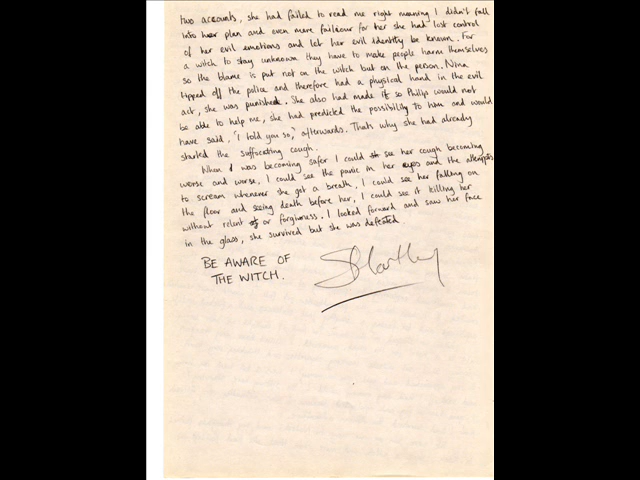 two accounts, she had failed to read me right meaning I didn't fall
into her plan and even more failiour for her she had lost control
of her evil emotions and let her evil identity be known. For
a witch to stay unknown they have to make people harm themselves
so the blame is put not on the witch but on the person. Nina
tipped off the police and therefore had a physical hand in the evil
act, she was punished. She also had made it so Philip would not
be able to help me, she had predicted the possibility to him and would
have said, "I told you so," afterwards. Thats why she had already
started the suffocating cough.
When I was becoming safer I could see her cough becoming
worse and worse, I could see the panic in her eyes and the attempts
to scream whenever she got a breath, I could see her falling on
the floor and seeing death before her, I could see it killing her
without relent or forgivness. I looked forward and saw her face
in the glass, she survived but she was defeated.
BE AWARE OF
THE WITCH.
SHartley